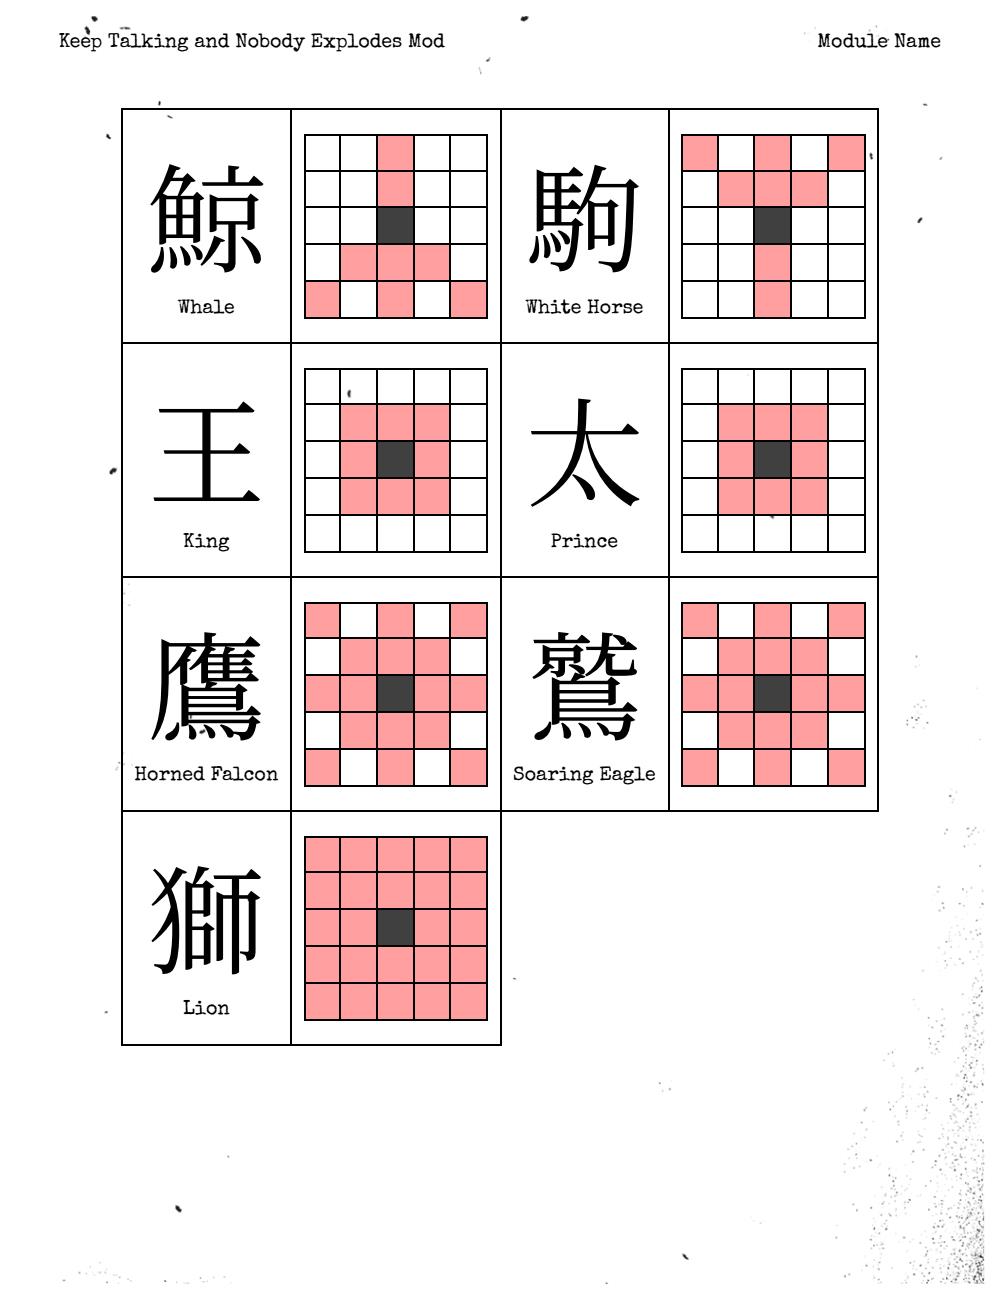 Keep Talking and Nobody Explodes Mod
Module Name
鯨
Whale
駒
White Horse
王
King
太
Prince
鷹
Horned Falcon
鷲
Soaring Eagle
獅
Lion